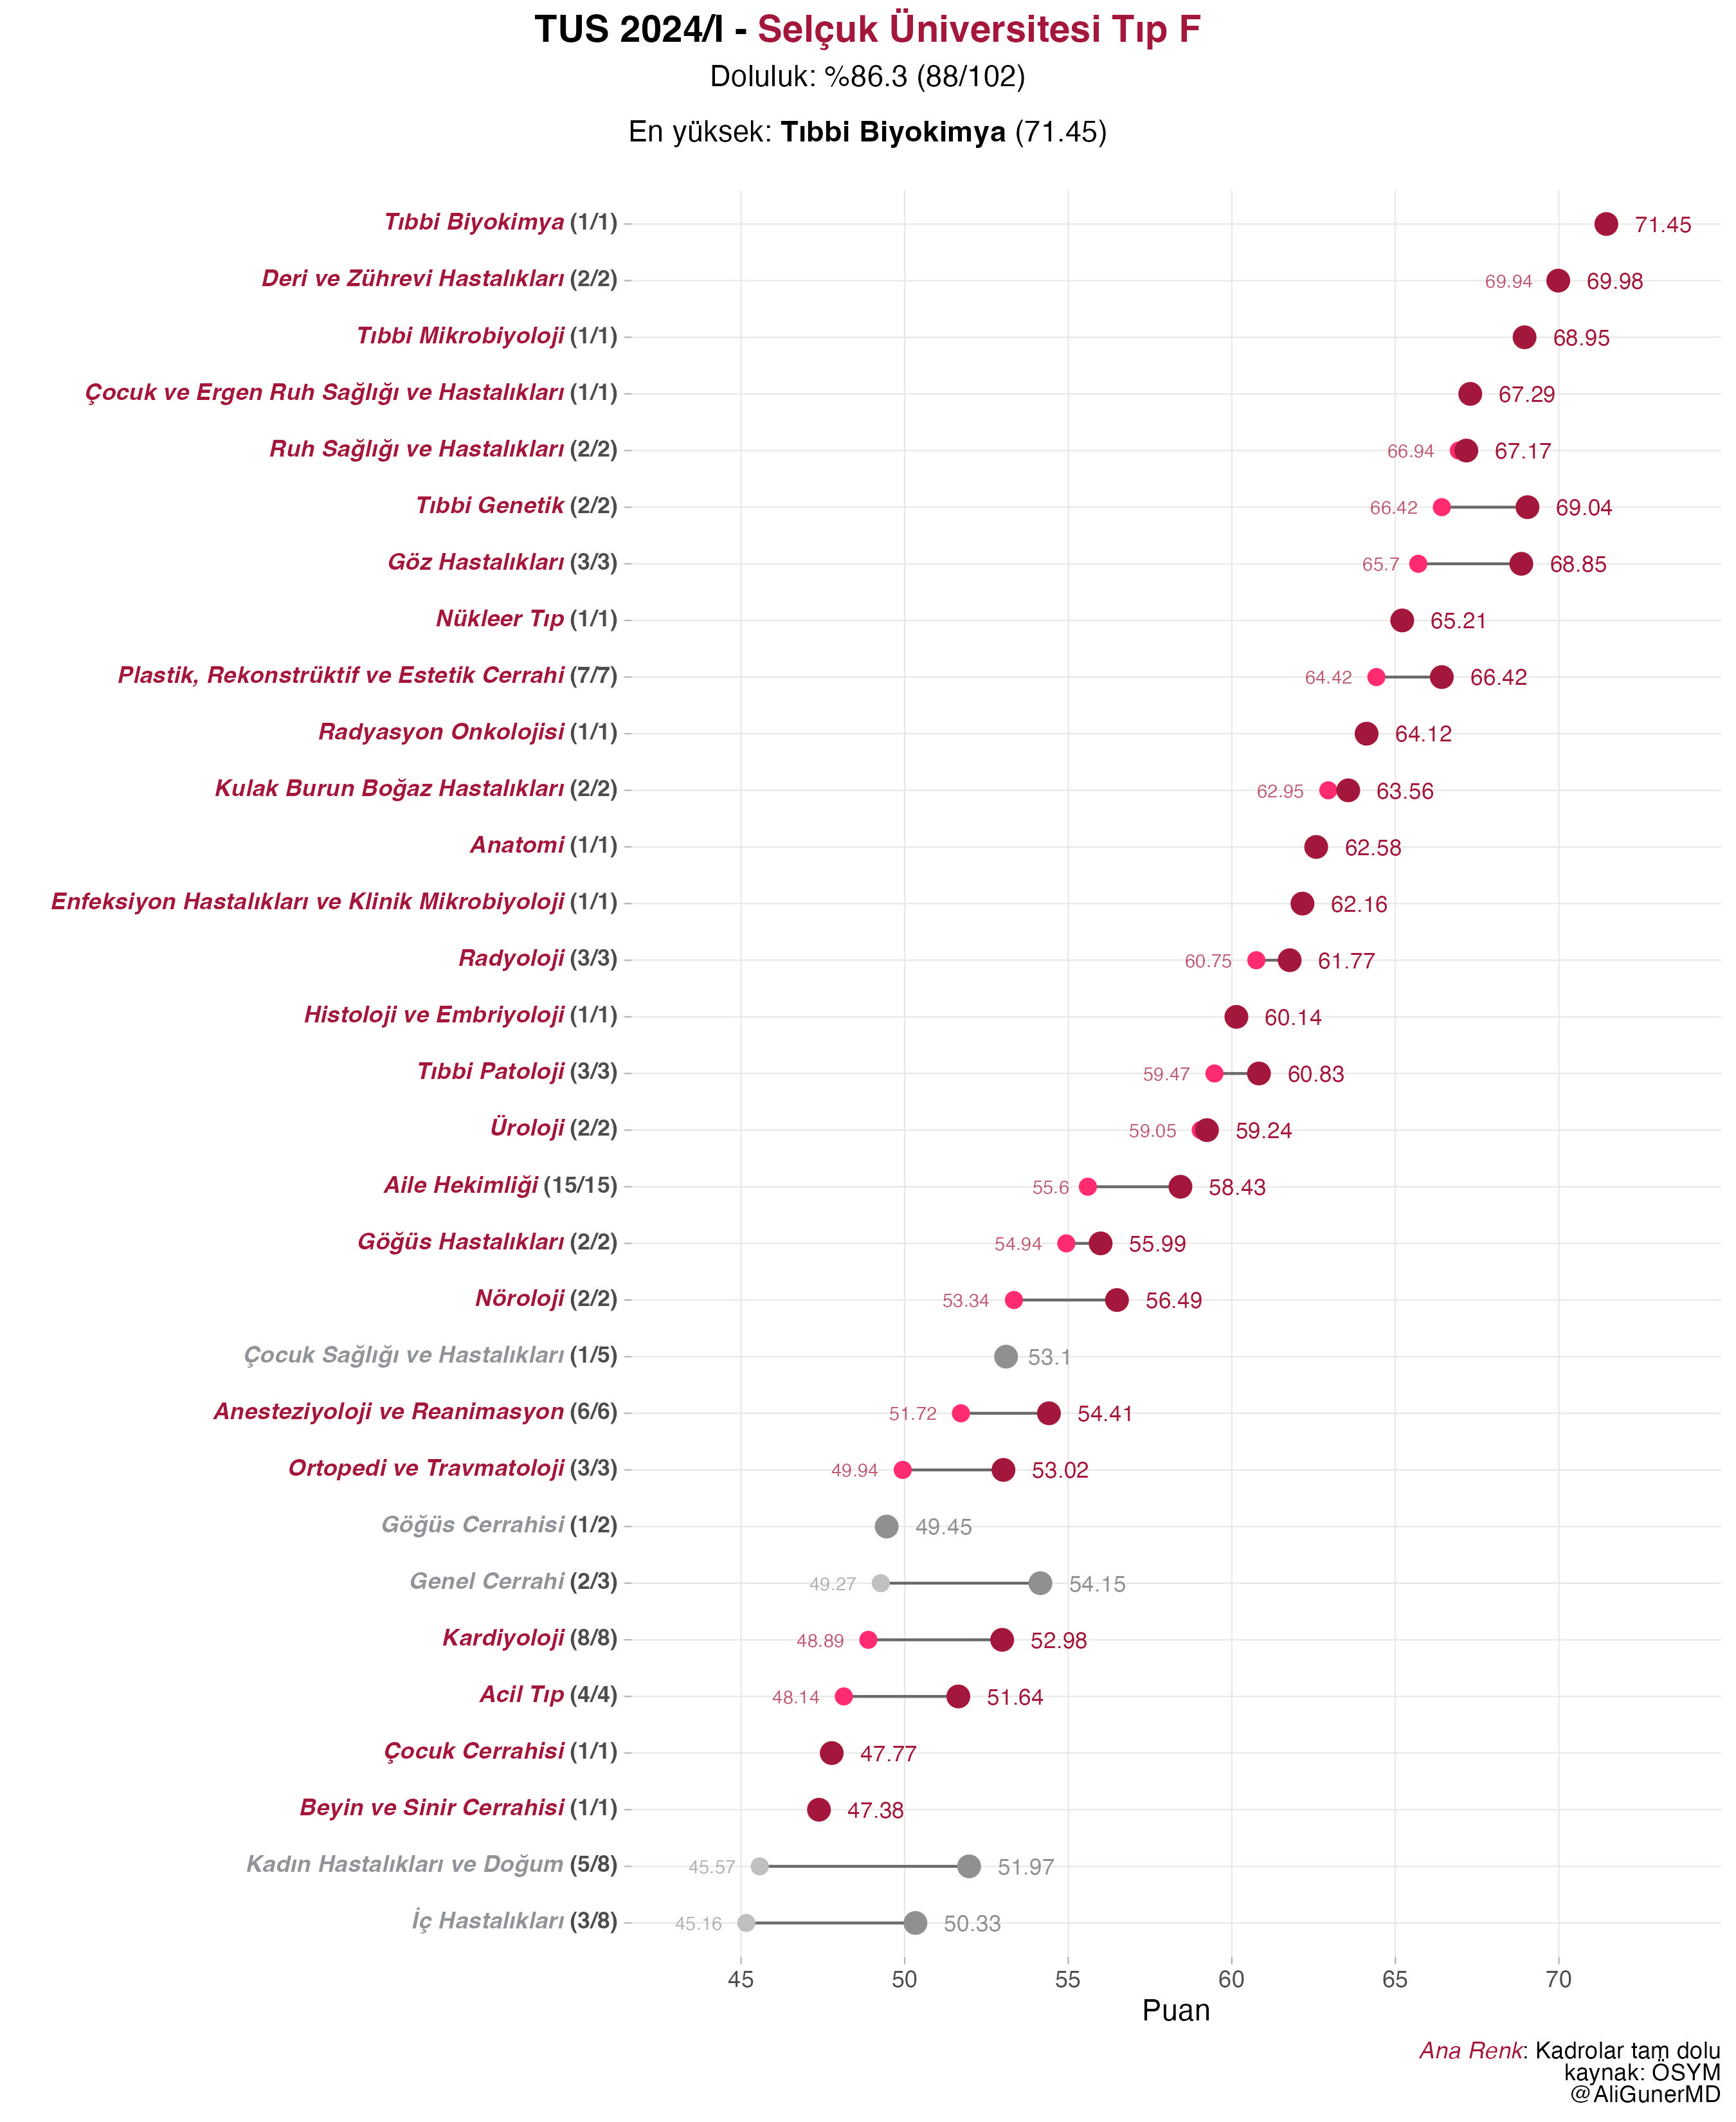 TUS 2024/I - Selçuk Üniversitesi Tıp F
Doluluk: %86.3 (88/102)
En yüksek: Tıbbi Biyokimya (71.45)
Tıbbi Biyokimya (1/1) 71.45
Deri ve Zührevi Hastalıkları (2/2) 69.94 69.98
Tıbbi Mikrobiyoloji (1/1) 68.95
Çocuk ve Ergen Ruh Sağlığı ve Hastalıkları (1/1) 67.29
Ruh Sağlığı ve Hastalıkları (2/2) 66.94 67.17
Tıbbi Genetik (2/2) 66.42 69.04
Göz Hastalıkları (3/3) 65.7 68.85
Nükleer Tıp (1/1) 65.21
Plastik, Rekonstrüktif ve Estetik Cerrahi (7/7) 64.42 66.42
Radyasyon Onkolojisi (1/1) 64.12
Kulak Burun Boğaz Hastalıkları (2/2) 62.95 63.56
Anatomi (1/1) 62.58
Enfeksiyon Hastalıkları ve Klinik Mikrobiyoloji (1/1) 62.16
Radyoloji (3/3) 60.75 61.77
Histoloji ve Embriyoloji (1/1) 60.14
Tıbbi Patoloji (3/3) 59.47 60.83
Üroloji (2/2) 59.05 59.24
Aile Hekimliği (15/15) 55.6 58.43
Göğüs Hastalıkları (2/2) 54.94 55.99
Nöroloji (2/2) 53.34 56.49
Çocuk Sağlığı ve Hastalıkları (1/5) 53.1
Anesteziyoloji ve Reanimasyon (6/6) 51.72 54.41
Ortopedi ve Travmatoloji (3/3) 49.94 53.02
Göğüs Cerrahisi (1/2) 49.45
Genel Cerrahi (2/3) 49.27 54.15
Kardiyoloji (8/8) 48.89 52.98
Acil Tıp (4/4) 48.14 51.64
Çocuk Cerrahisi (1/1) 47.77
Beyin ve Sinir Cerrahisi (1/1) 47.38
Kadın Hastalıkları ve Doğum (5/8) 45.57 51.97
İç Hastalıkları (3/8) 45.16 50.33
45 50 55 60 65 70
Puan
Ana Renk: Kadrolar tam dolu
kaynak: ÖSYM
@AliGunerMD